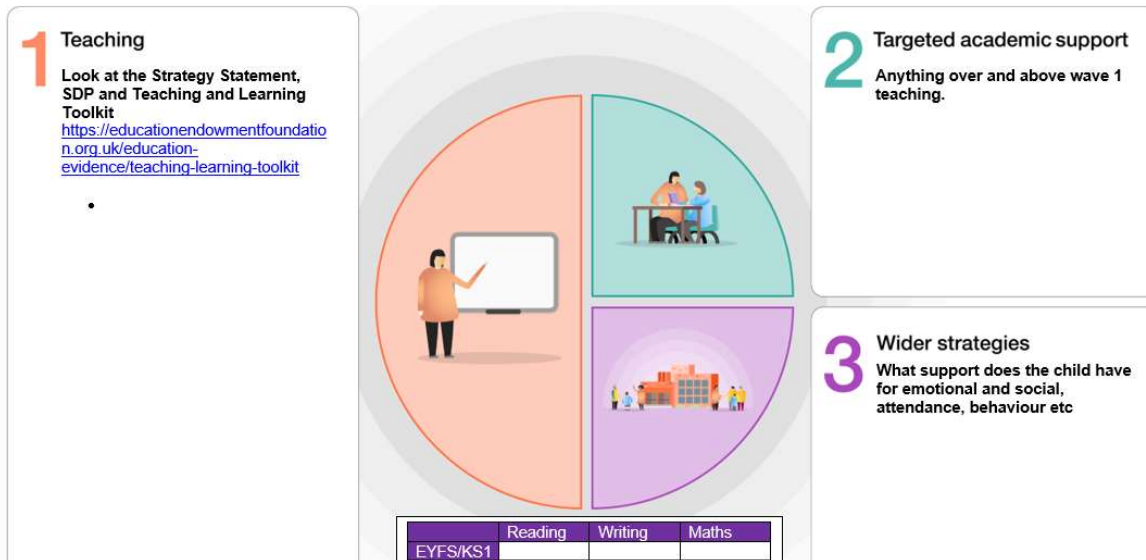 1 Teaching
Look at the Strategy Statement,
SDP and Teaching and Learning
Toolkit
https://educationendowmentfoundatio
n.org.uk/education-
evidence/teaching-learning-toolkit
•
2 Targeted academic support
Anything over and above wave 1
teaching.
3 Wider strategies
What support does the child have
for emotional and social,
attendance, behaviour etc
Reading Writing Maths
EYFS/KS1